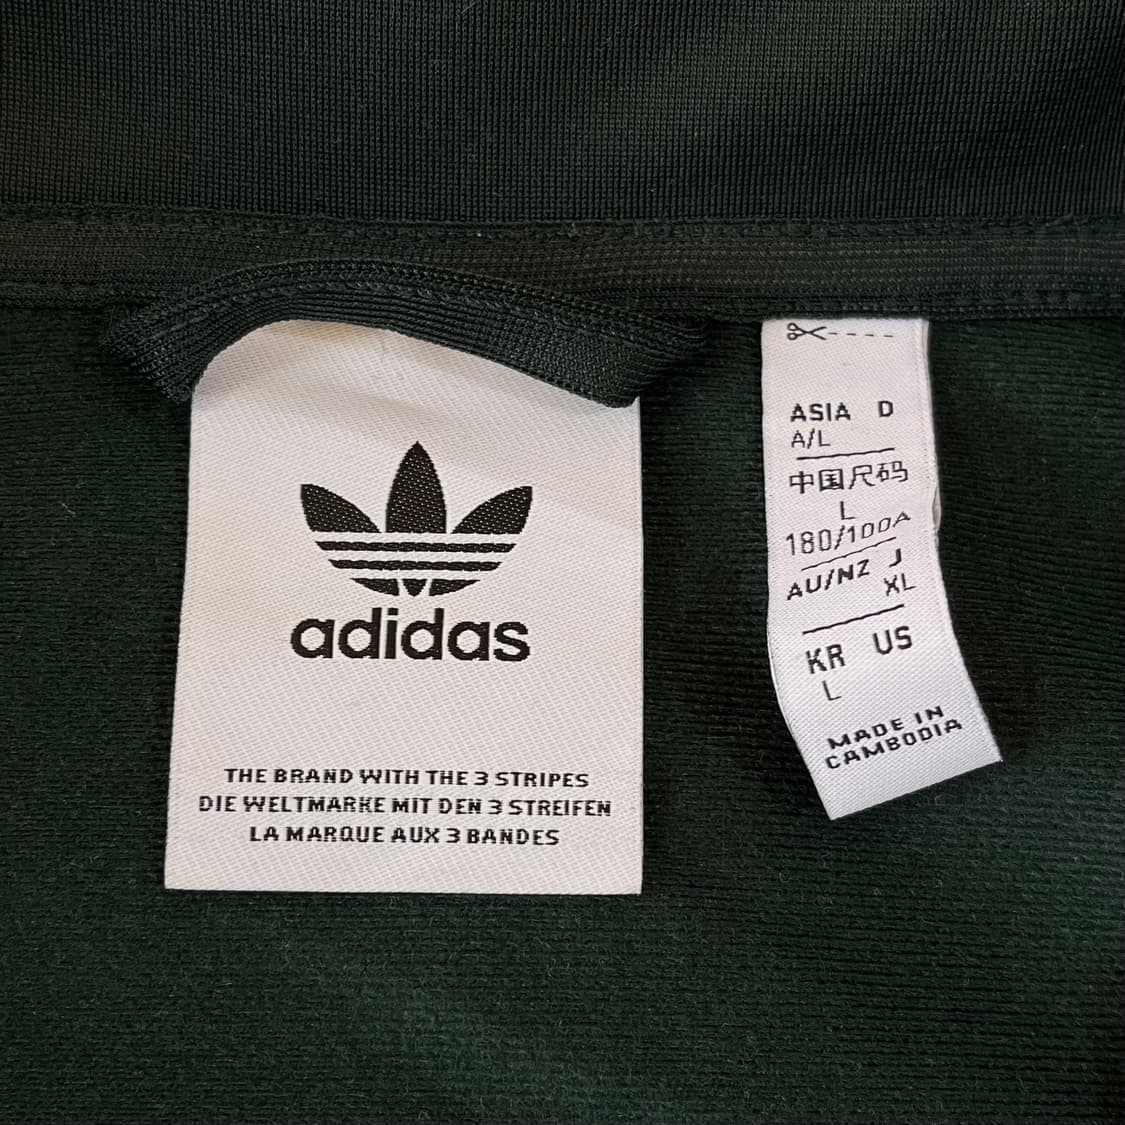 adidas
THE BRAND WITH THE 3 STRIPES
DIE WELTMARKE MIT DEN 3 STREIFEN
LA MARQUE AUX 3 BANDES
ASIA D
A/L
中国尺码
L
180/100A
AU/NZ J
XL
KR US
L
MADE IN
CAMBODIA